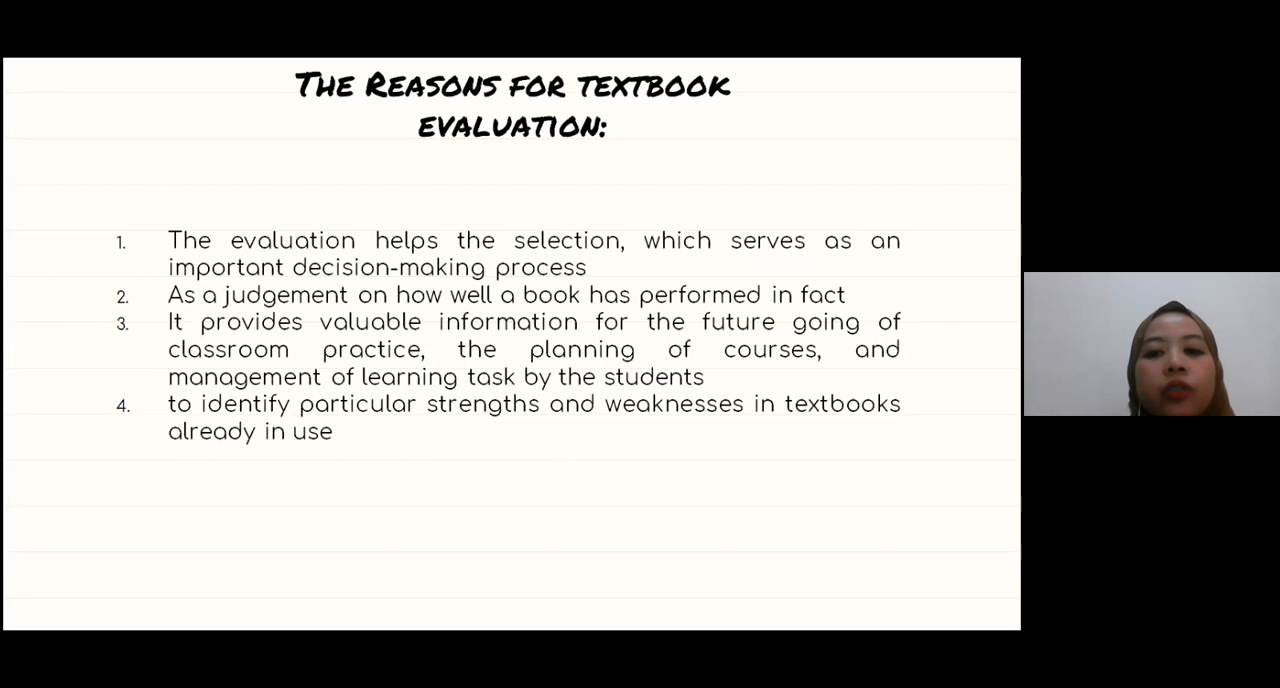 The Reasons for textbook
evaluation:
1. The evaluation helps the selection, which serves as an
important decision-making process
2. As a judgement on how well a book has performed in fact
3. It provides valuable information for the future going of
classroom practice, the planning of courses, and
management of learning task by the students
4. to identify particular strengths and weaknesses in textbooks
already in use